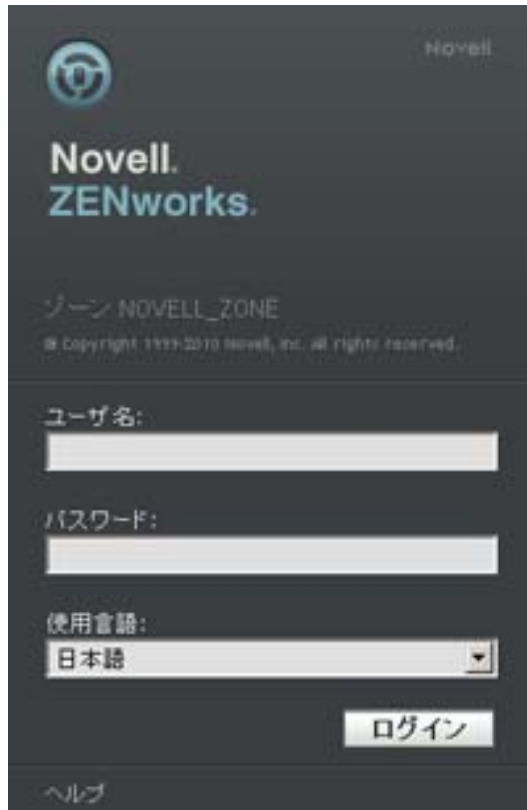 Novell
Novell.
ZENworks.
ゾーン NOVELL_ZONE
© Copyright 1999-2010 Novell, Inc. all rights reserved.
ユーザ名:
パスワード:
使用言語:
日本語
ログイン
ヘルプ